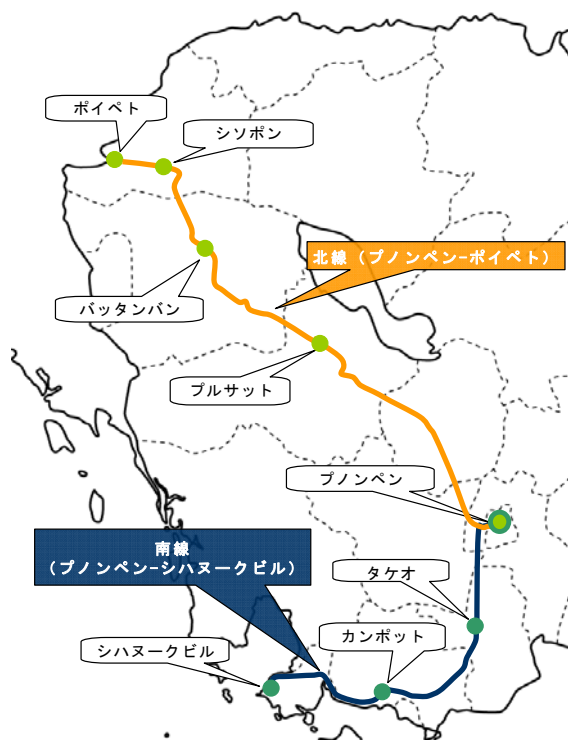 ポイペト
シソポン
北線（プノンペン-ポイペト）
バッタンバン
プルサット
プノンペン
南線
（プノンペン-シハヌークビル）
タケオ
カンポット
シハヌークビル